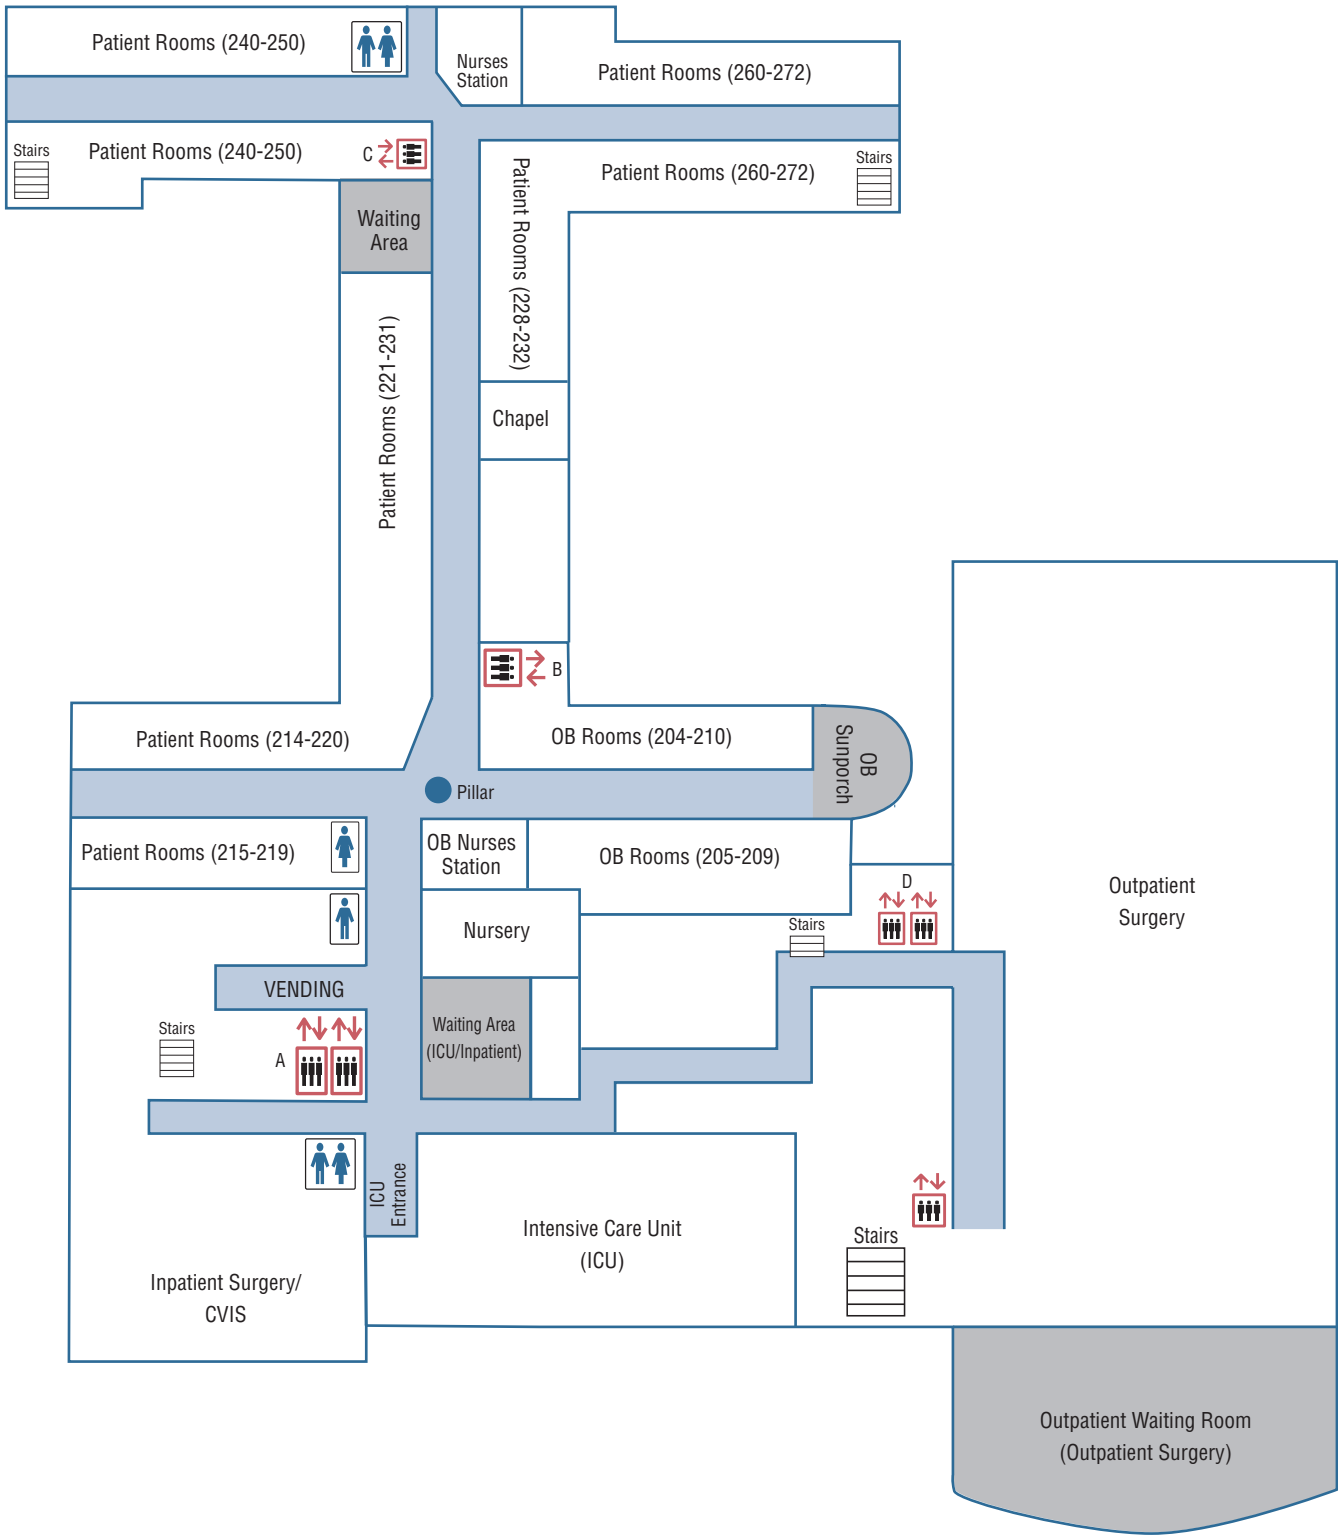 Patient Rooms (240-250)
Nurses
Station
Patient Rooms (260-272)
Stairs
Patient Rooms (240-250)
C
Patient Rooms (228-232)
Patient Rooms (260-272)
Stairs
Waiting
Area
Patient Rooms (221-231)
Chapel
B
Patient Rooms (214-220)
OB Rooms (204-210)
OB
Sunporch
Pillar
Patient Rooms (215-219)
OB Nurses
Station
OB Rooms (205-209)
D
Outpatient
Surgery
Nursery
Stairs
VENDING
Stairs
A
Waiting Area
(ICU/Inpatient)
ICU
Entrance
Intensive Care Unit
(ICU)
Stairs
Inpatient Surgery/
CVIS
Outpatient Waiting Room
(Outpatient Surgery)